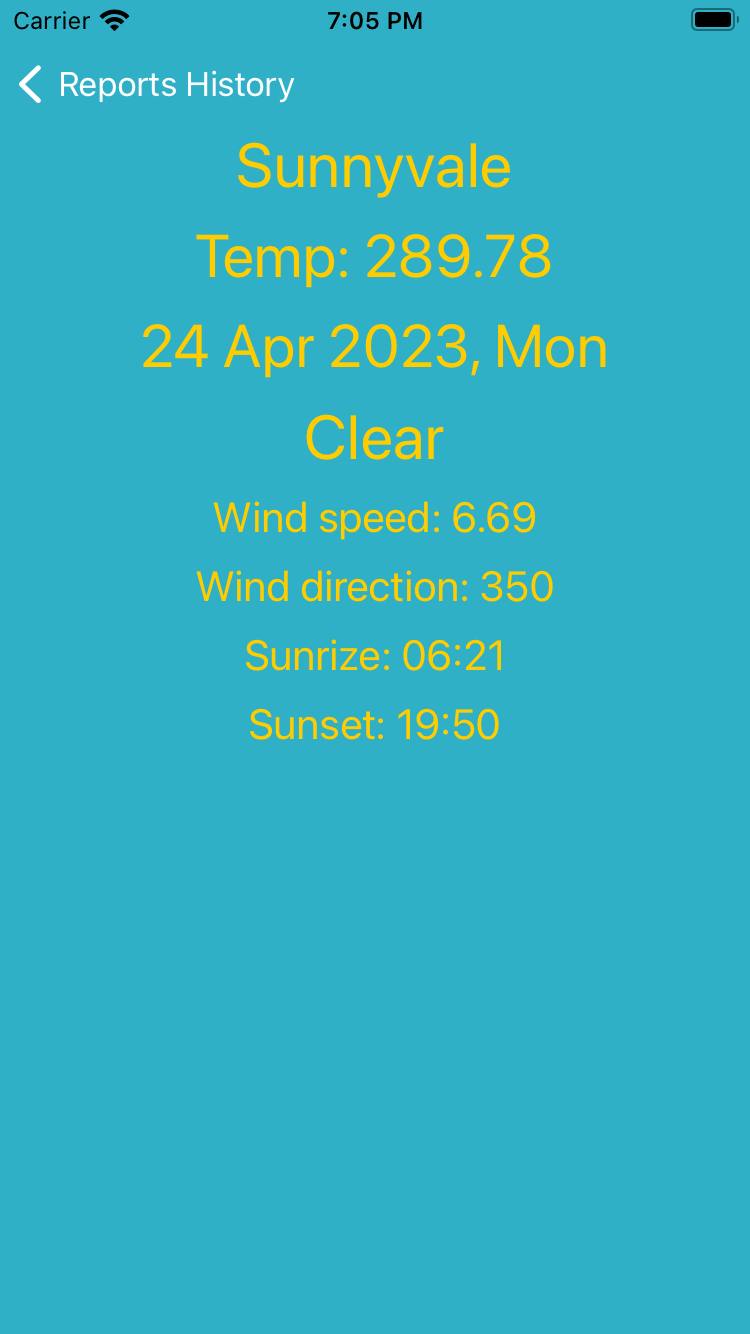 Carrier 7:05 PM
Reports History
Sunnyvale
Temp: 289.78
24 Apr 2023, Mon
Clear
Wind speed: 6.69
Wind direction: 350
Sunrize: 06:21
Sunset: 19:50